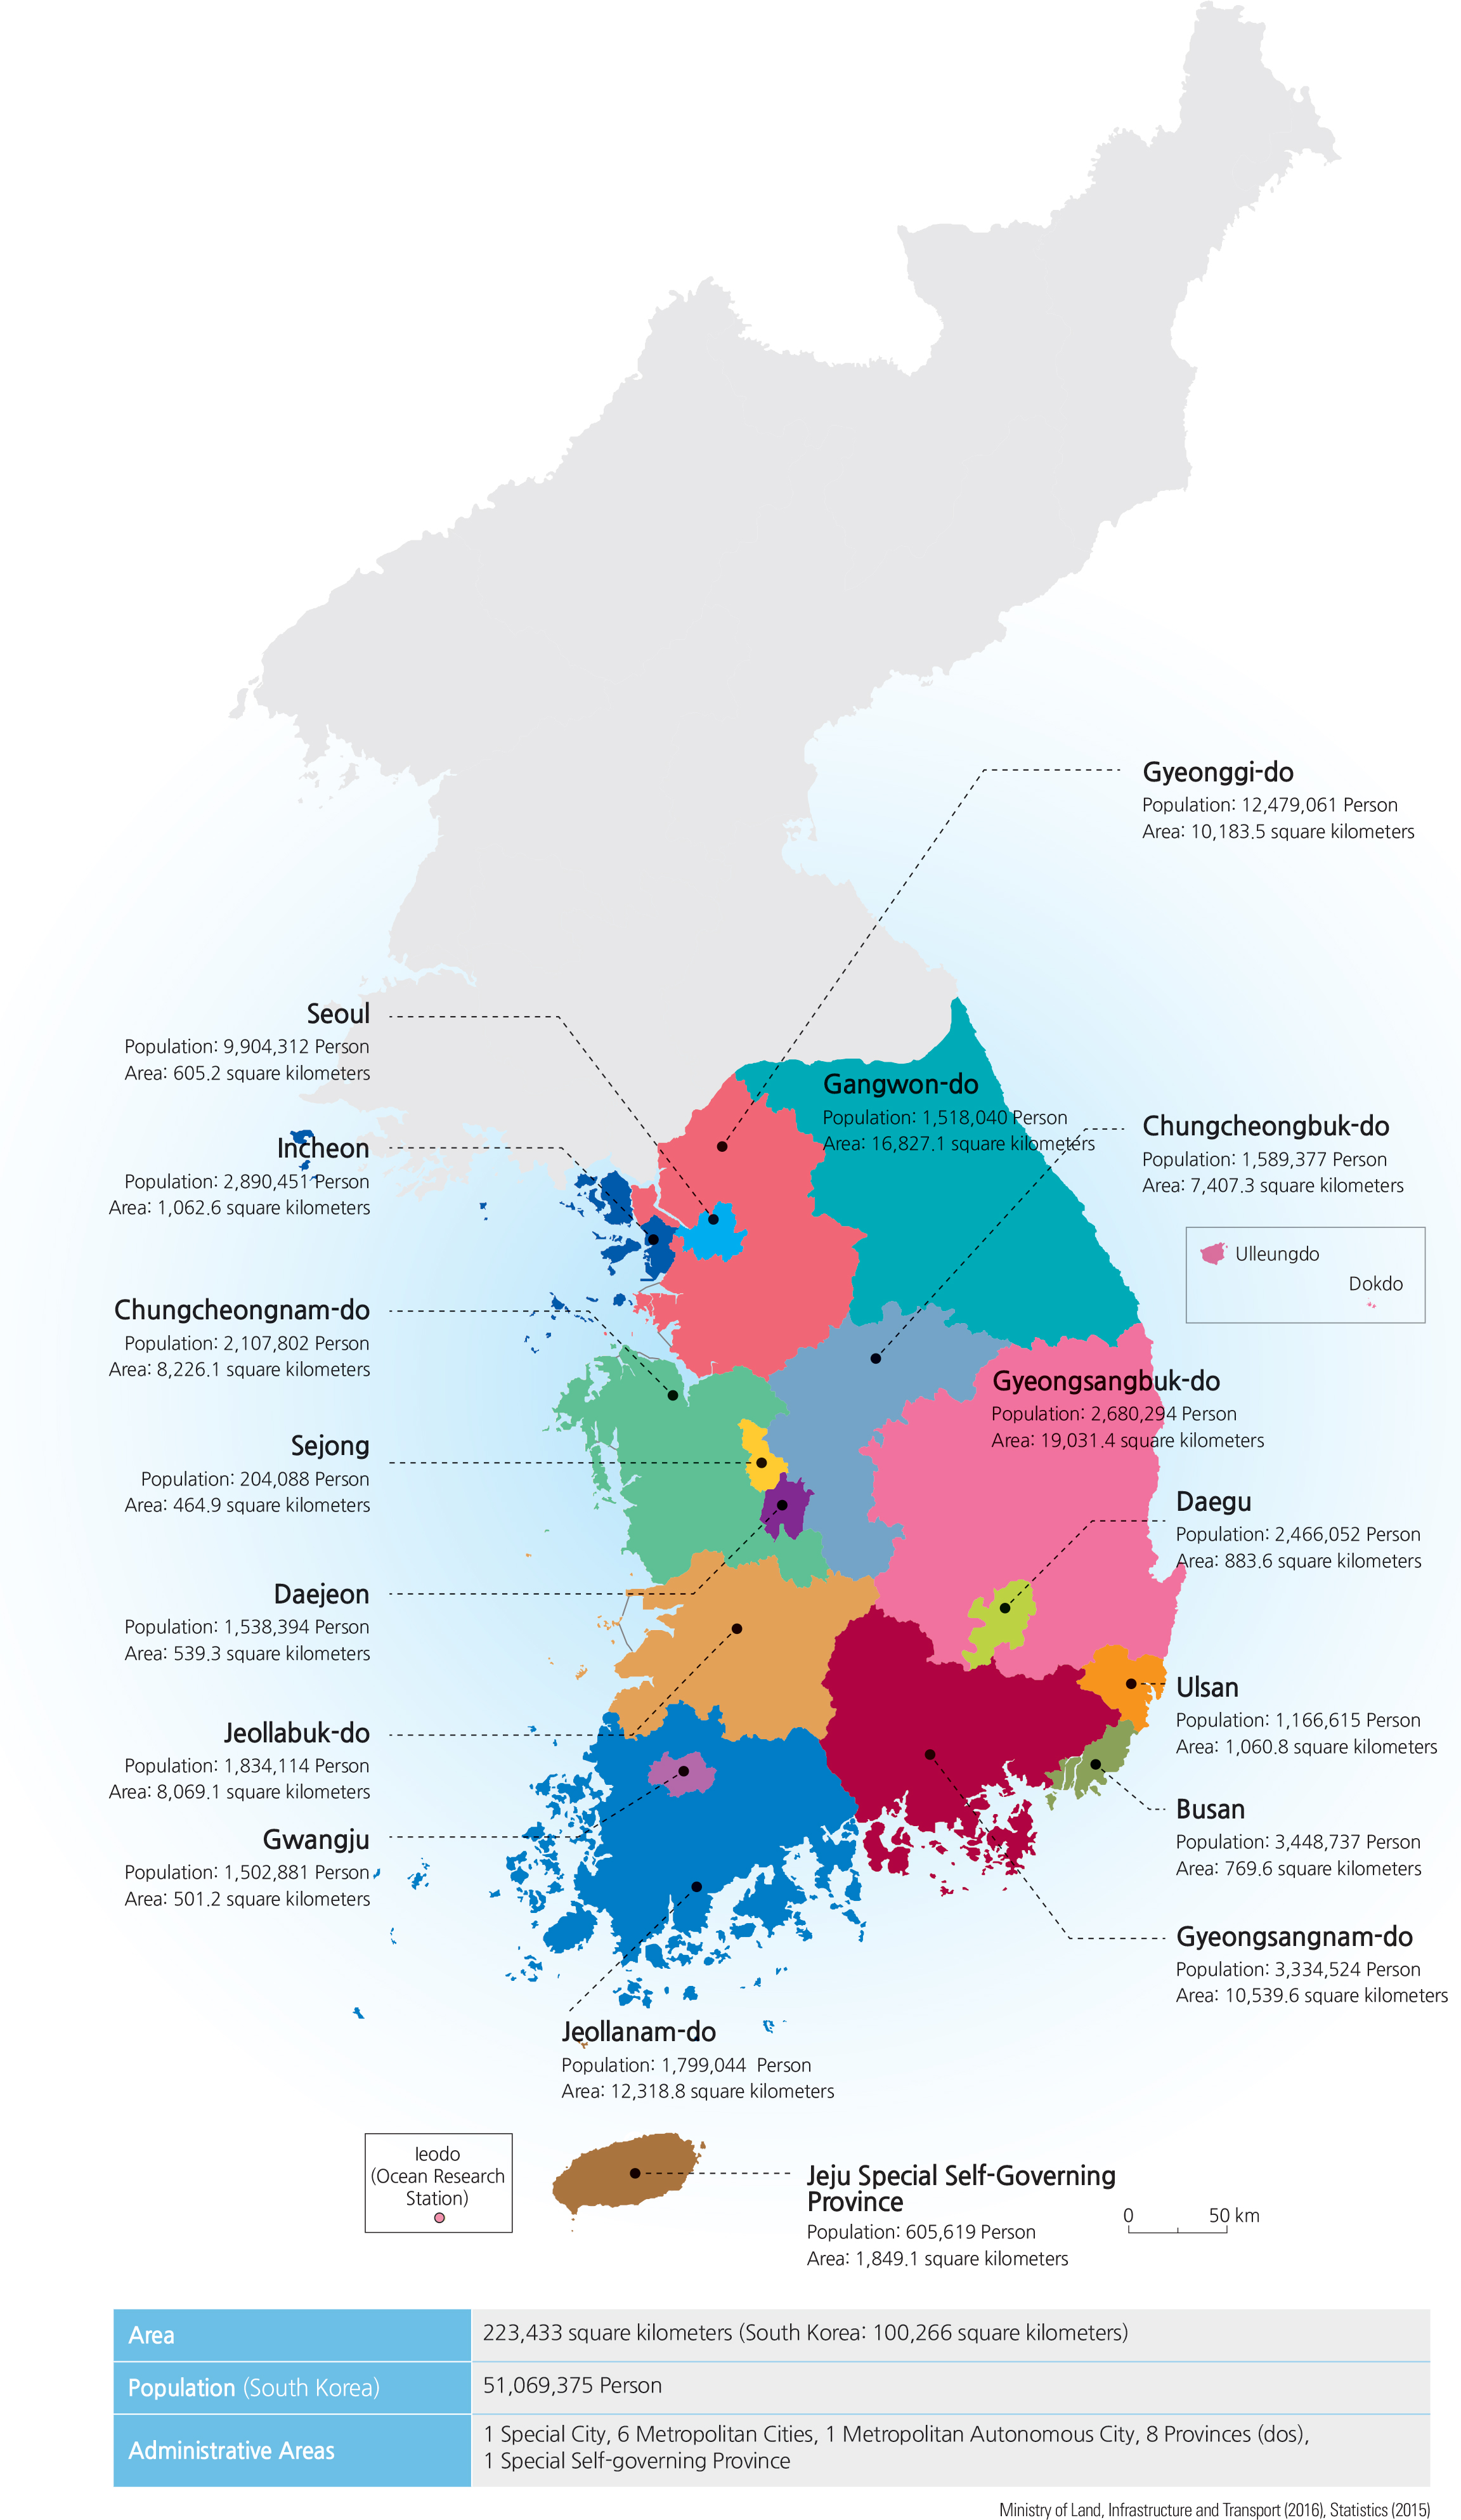 Gyeonggi-do
Population: 12,479,061 Person
Area: 10,183.5 square kilometers
Seoul
Population: 9,904,312 Person
Area: 605.2 square kilometers
Gangwon-do
Population: 1,518,040 Person
Area: 16,827.1 square kilometers
Chungcheongbuk-do
Population: 1,589,377 Person
Area: 7,407.3 square kilometers
Incheon
Population: 2,890,451 Person
Area: 1,062.6 square kilometers
Ulleungdo
Dokdo
Chungcheongnam-do
Population: 2,107,802 Person
Area: 8,226.1 square kilometers
Gyeongsangbuk-do
Population: 2,680,294 Person
Area: 19,031.4 square kilometers
Sejong
Population: 204,088 Person
Area: 464.9 square kilometers
Daegu
Population: 2,466,052 Person
Area: 883.6 square kilometers
Daejeon
Population: 1,538,394 Person
Area: 539.3 square kilometers
Ulsan
Population: 1,166,615 Person
Area: 1,060.8 square kilometers
Jeollabuk-do
Population: 1,834,114 Person
Area: 8,069.1 square kilometers
Busan
Population: 3,448,737 Person
Area: 769.6 square kilometers
Gwangju
Population: 1,502,881 Person
Area: 501.2 square kilometers
Gyeongsangnam-do
Population: 3,334,524 Person
Area: 10,539.6 square kilometers
Jeollanam-do
Population: 1,799,044 Person
Area: 12,318.8 square kilometers
Ieodo
(Ocean Research
Station)
Jeju Special Self-Governing
Province
Population: 605,619 Person
Area: 1,849.1 square kilometers
0 50 km
Area
223,433 square kilometers (South Korea: 100,266 square kilometers)
Population (South Korea)
51,069,375 Person
Administrative Areas
1 Special City, 6 Metropolitan Cities, 1 Metropolitan Autonomous City, 8 Provinces (dos),
1 Special Self-governing Province
Ministry of Land, Infrastructure and Transport (2016), Statistics (2015)